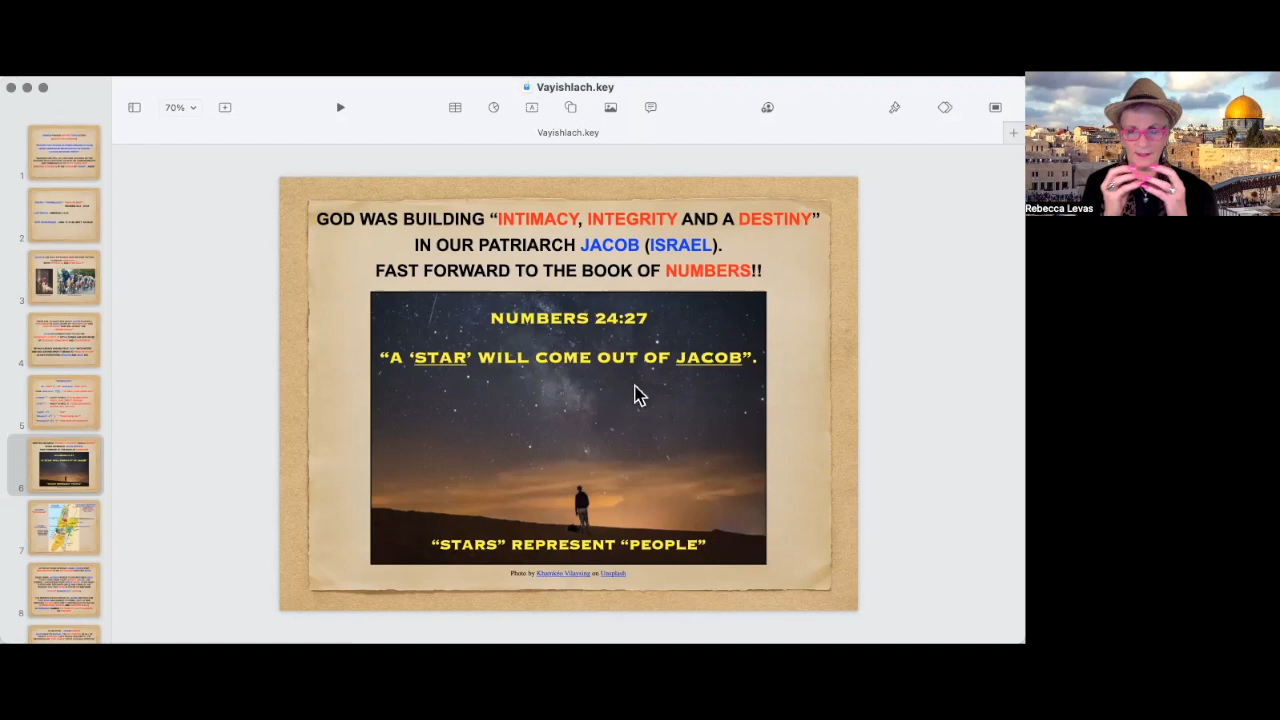 Vayishlach.key
70%
Vayishlach.key
GOD WAS BUILDING “INTIMACY, INTEGRITY AND A DESTINY”
IN OUR PATRIARCH JACOB (ISRAEL).
FAST FORWARD TO THE BOOK OF NUMBERS!!
NUMBERS 24:27
“A ‘STAR’ WILL COME OUT OF JACOB”.
“STARS” REPRESENT “PEOPLE”
Photo by Khamkeo Vilaysing on Unsplash
Rebecca Levas
1
2
3
4
5
6
7
8